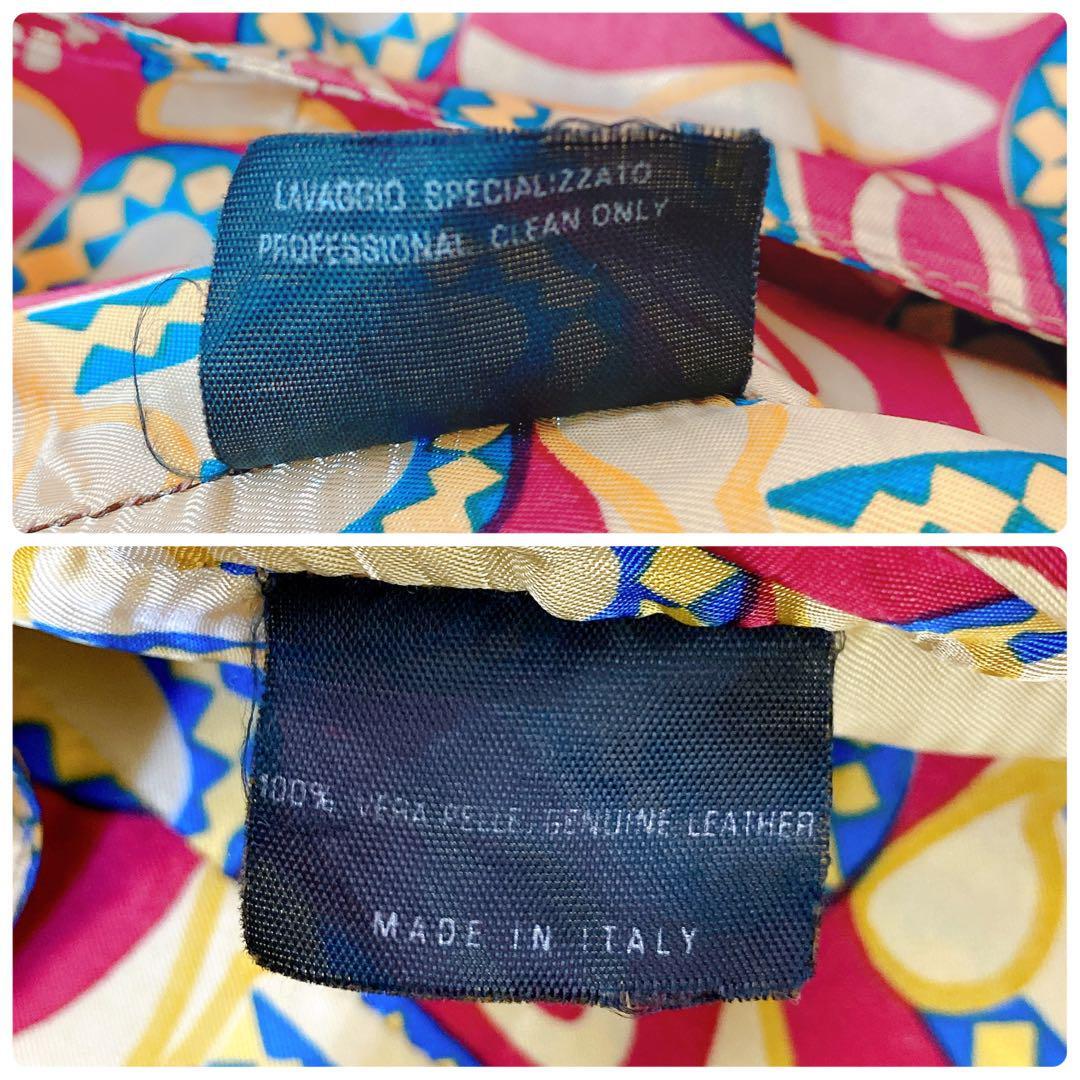 LAVAGGIO SPECIALIZZATO
PROFESSIONAL CLEAN ONLY
100% VERA PELLE/GENUINE LEATHER
MADE IN ITALY